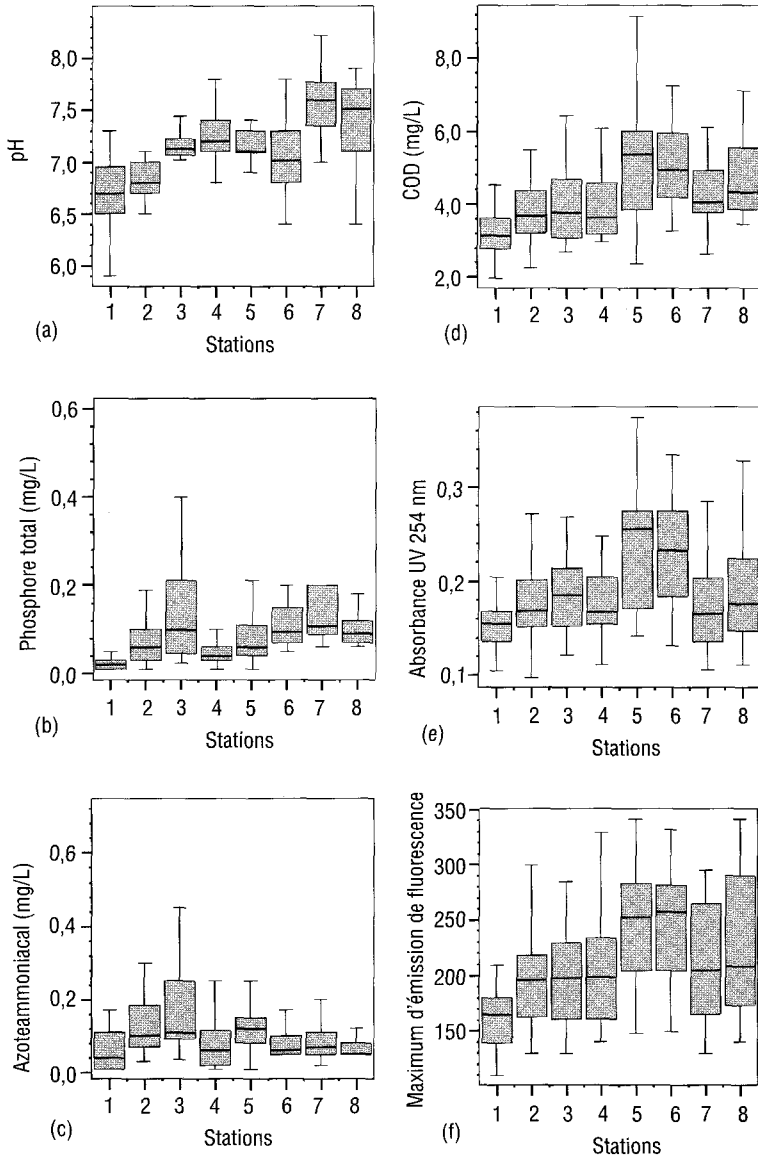 pH
8,0
7,5
7,0
6,5
6,0
1 2 3 4 5 6 7 8
(a)
Stations
COD (mg/L)
8,0
6,0
4,0
2,0
1 2 3 4 5 6 7 8
(d)
Stations
Phosphore total (mg/L)
0,6
0,4
0,2
0,0
1 2 3 4 5 6 7 8
(b)
Stations
Absorbance UV 254 nm
0,3
0,2
0,1
1 2 3 4 5 6 7 8
(e)
Stations
Azoteammoniacal (mg/L)
0,6
0,4
0,2
0,0
1 2 3 4 5 6 7 8
(c)
Stations
Maximum d'émission de fluorescence
350
300
250
200
150
1 2 3 4 5 6 7 8
(f)
Stations